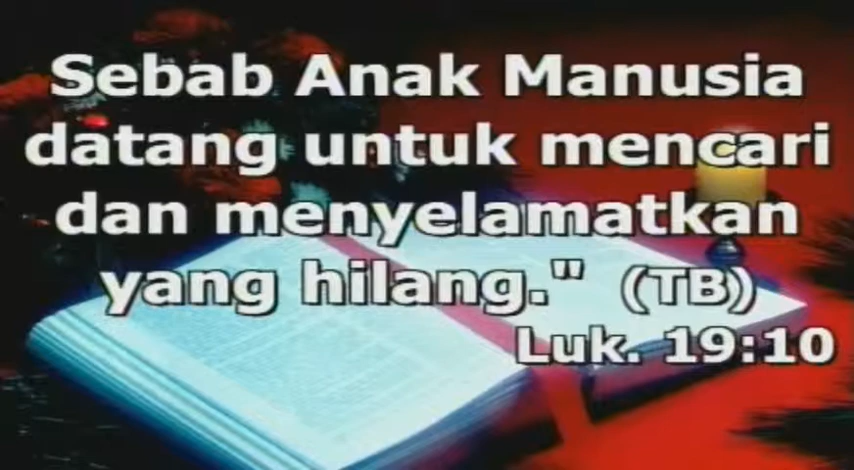 Sebab Anak Manusia
datang untuk mencari
dan menyelamatkan
yang hilang." (TB)
Luk. 19:10